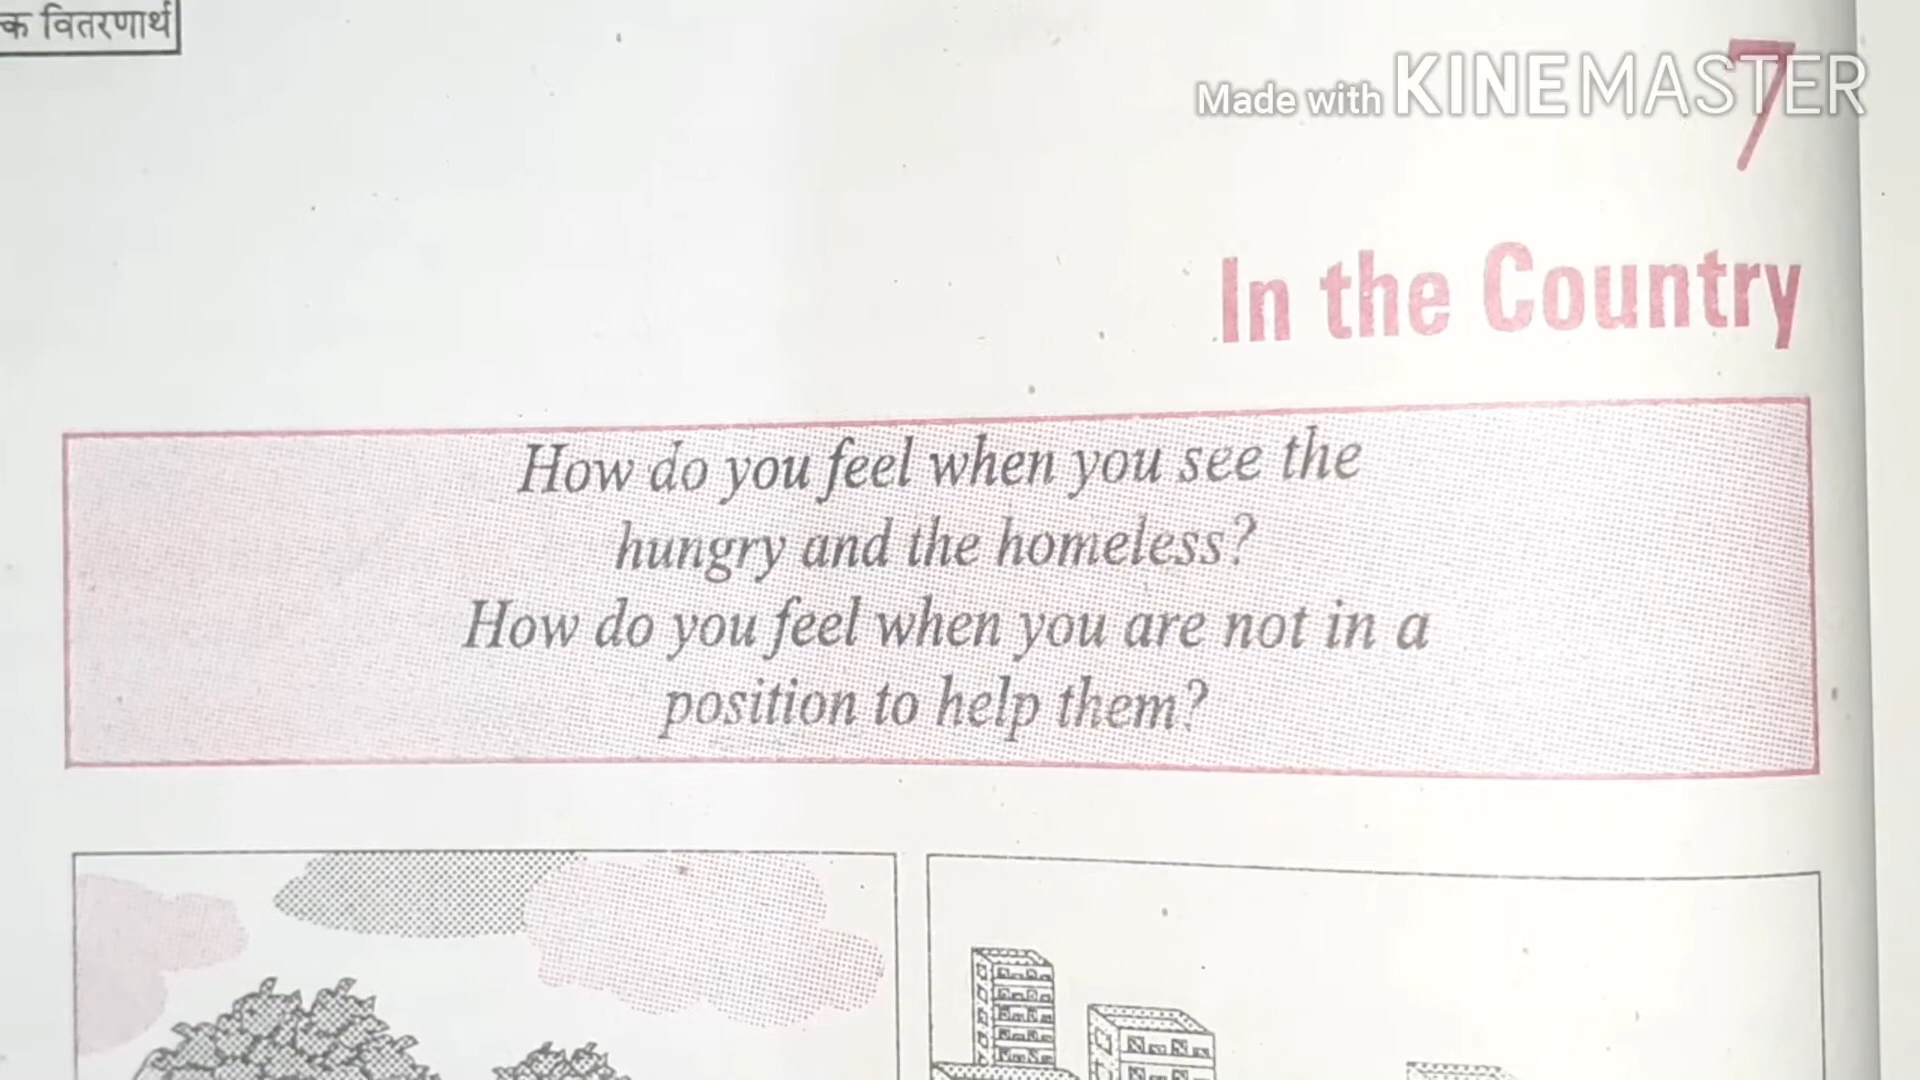 क वितरणार्थ
Made with KINEMASTER
7
In the Country
How do you feel when you see the
hungry and the homeless?
How do you feel when you are not in a
position to help them?